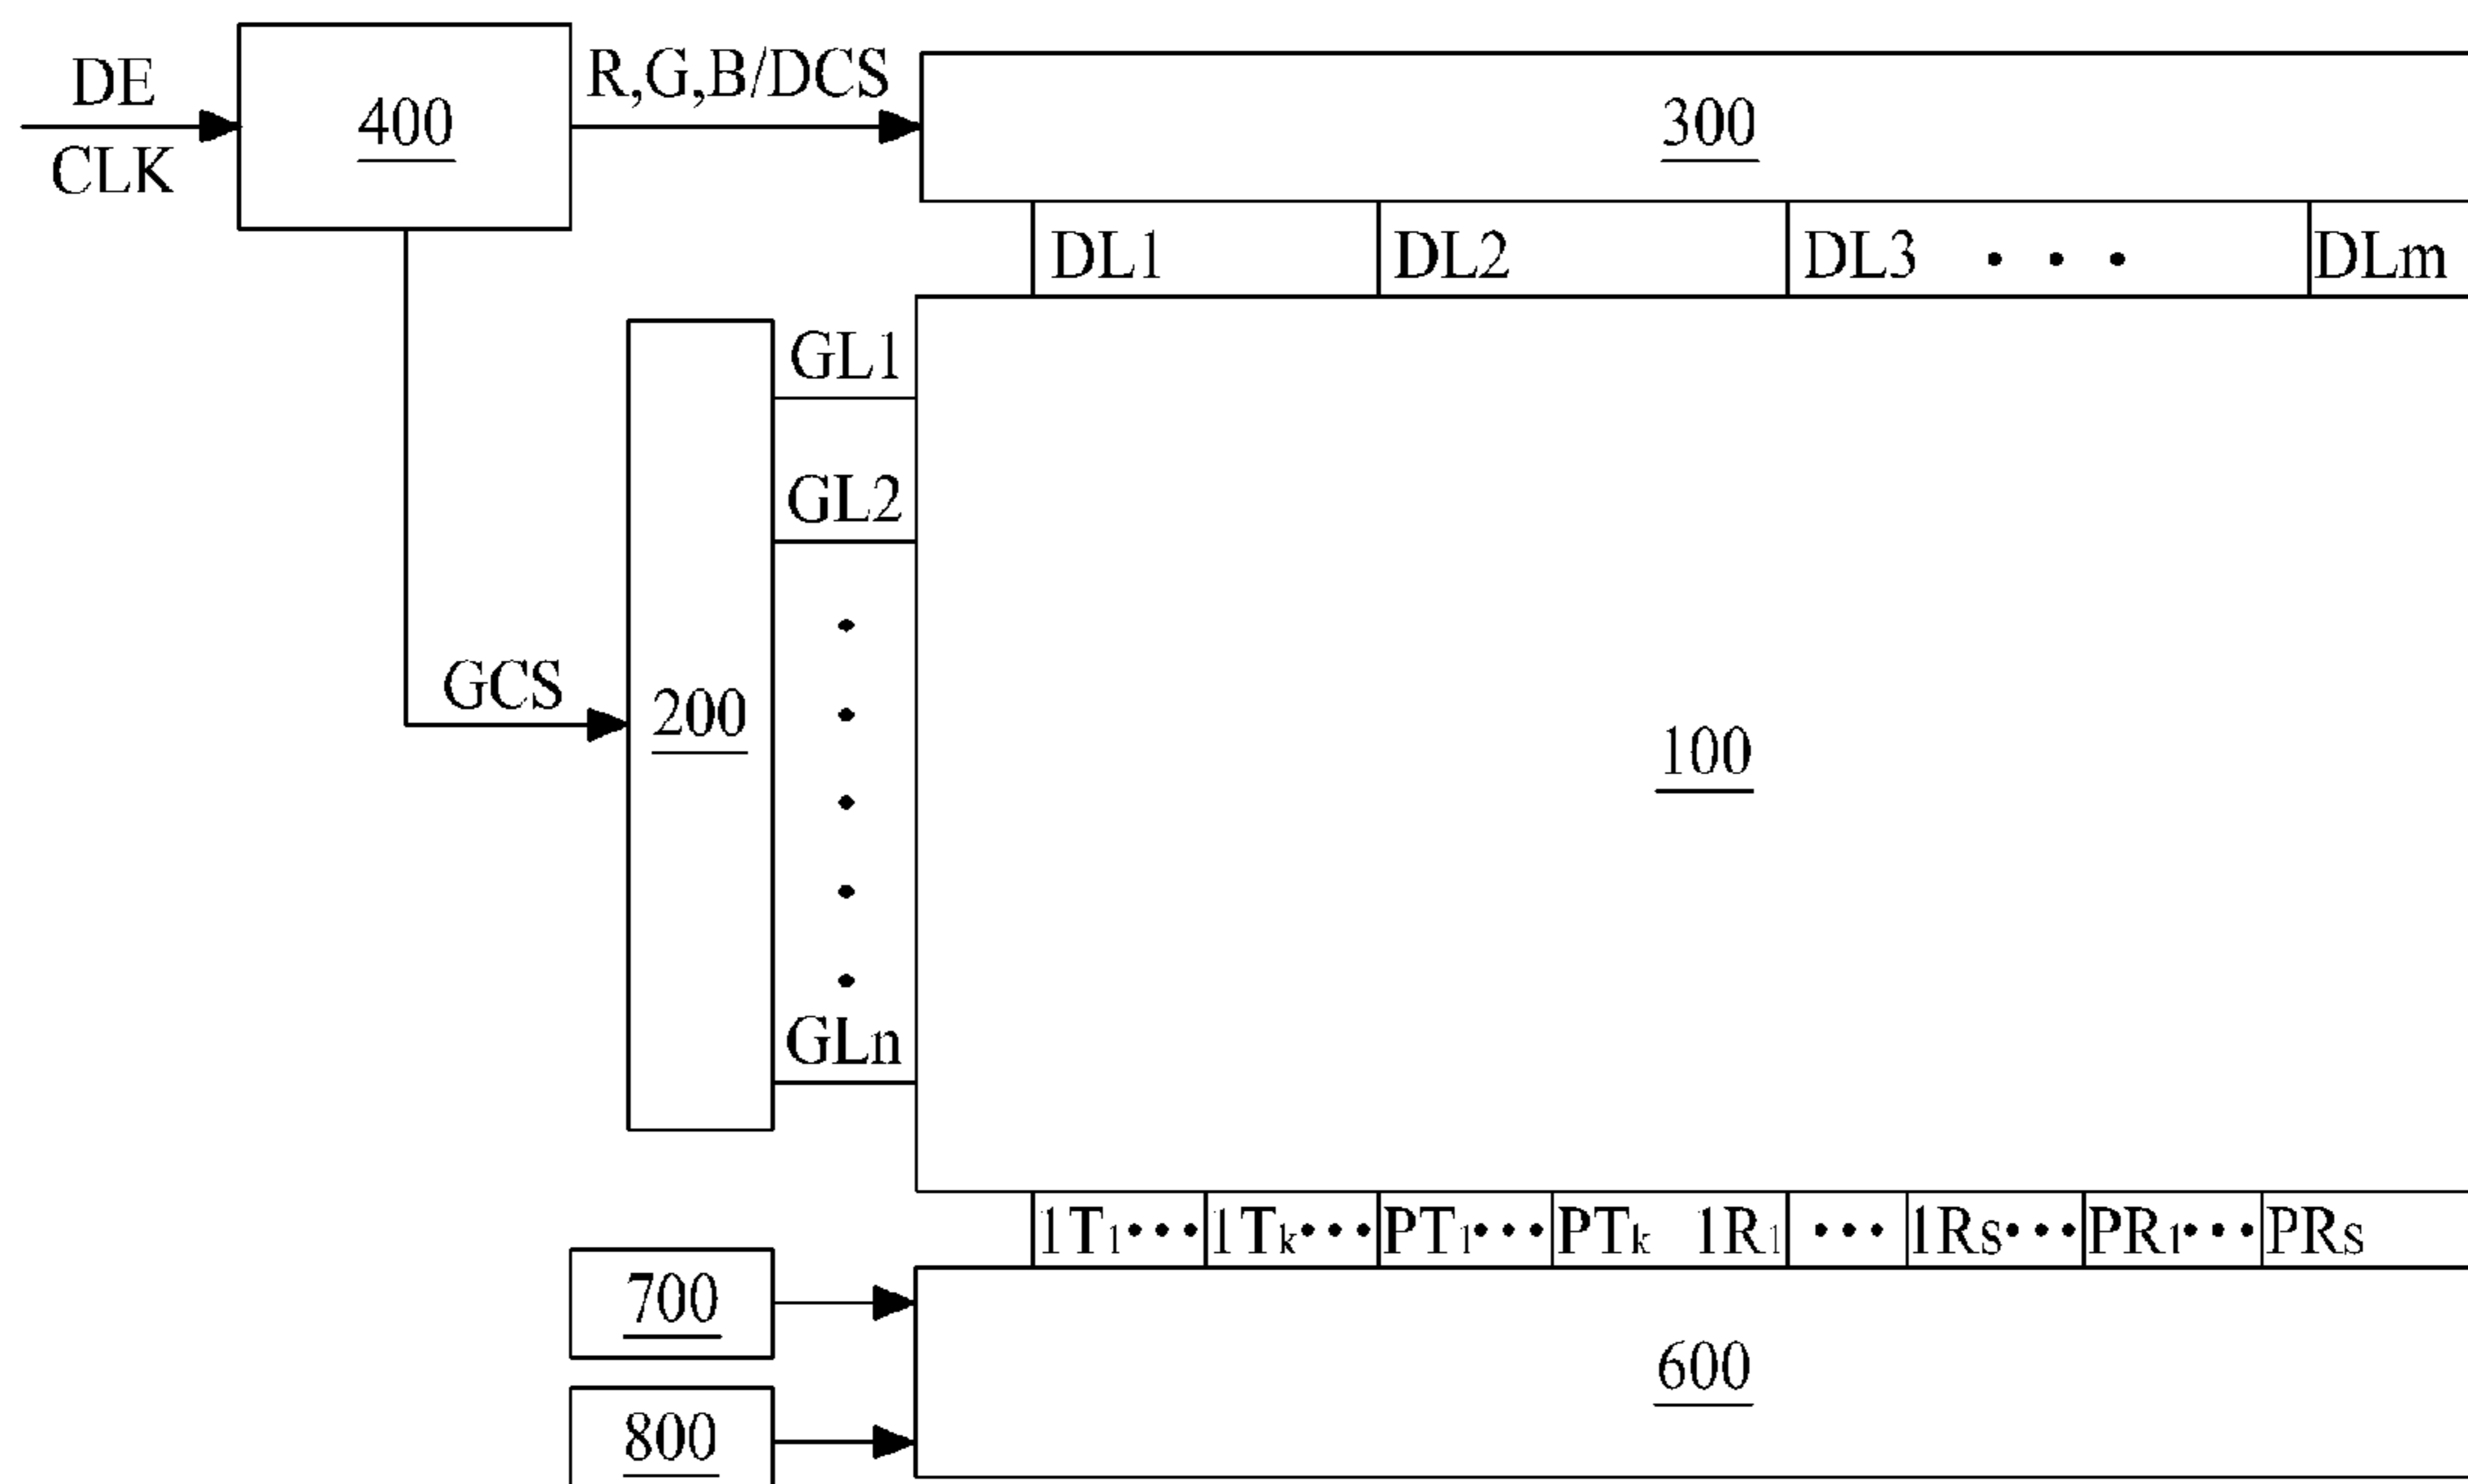 DE
CLK
400
R,G,B/DCS
300
DL1 DL2 DL3 • • • DLm
GL1
GL2
•
•
•
•
•
GLn
GCS
200
100
1T1••• 1Tk••• PT1••• PTk 1R1 ••• 1Rs••• PR1••• PRs
700
600
800